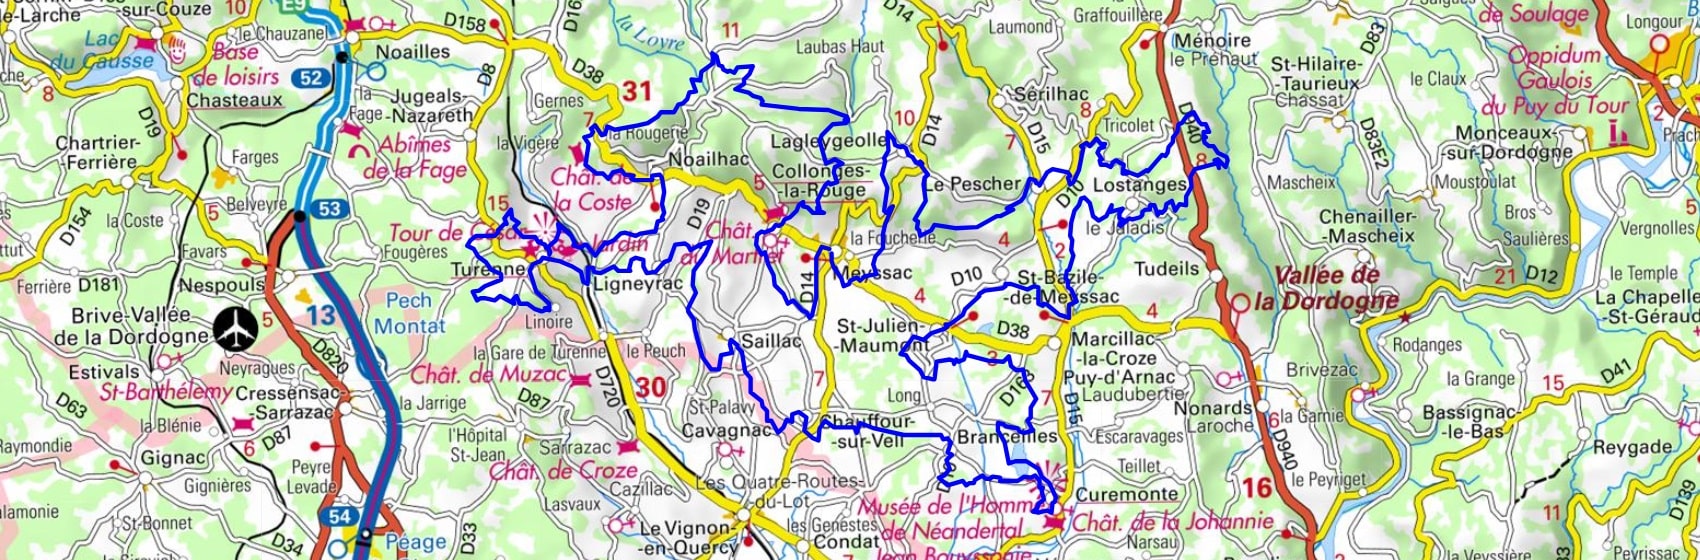 -sur-Couze
10
E9
D158
D14
Graffouillère
de Soulage
Longour
de-Larche
le Chauzane
la Loyre
11
Laumond
Ménoire
le Préhaut
D83
Oppidum
Gaulois
du Puy du Tour
Lac
du Causse
Base
de loisirs
Noailles
Laubas Haut
St-Hilaire-
-Taurieux
le Claux
52
D8
D38
8
Chasteaux
la
Fage
Jugeals-
-Nazareth
Gernes
31
Sérilhac
8
Chassat
2
D19
7
la Rougerie
10
D14
D15
Tricolet
D40
Monceaux-
-sur-Dordogne
Chartrier-
-Ferrière
Abîmes
de la Fage
la Vigère
Noailhac
Lagleygeolle
7
D83E2
Farges
Chât. de
la Coste
5
Collonges-
-la-Rouge
Le Pescher
D10
Lostanges
8
Mascheix
Moustoulat
D154
la Coste
5
Belveyre
53
15
D19
le Jaladis
Chenailler-
-Mascheix
Bros
Vergnolles
Favars
Fougères
Tour de César
Jardin
Chât.
du Marthet
la Foucherie
4
2
Saulières
Ferrière
D181
Nespouls
Turenne
Ligneyrac
2
Meyssac
D10
St-Bazile-
-de-Meyssac
Tudeils
Vallée de
la Dordogne
21
D12
le Temple
D14
4
La Chapelle
-St-Géraud
Brive-Vallée
de la Dordogne
5
13
Pech
Montat
Linoire
St-Julien-
-Maumont
D38
4
Saillac
3
Marcillac-
-la-Croze
Rodanges
Estivals
D820
Neyragues
la Gare de Turenne
le Peuch
Puy-d'Arnac
Laudubertie
Brivezac
la Grange
15
D41
St-Barthélemy
Cressensac-
-Sarrazac
Chât. de Muzac
D720
30
7
Long
D163
7
D15
Nonards
Laroche
la Garnie
D63
la Jarrige
D87
St-Palavy
Cavagnac
Chauffour-
-sur-Vell
6
Bassignac-
-le-Bas
la Blénie
D87
l'Hôpital
St-Jean
Sarrazac
Brancelles
Escaravages
D940
Reygade
Raymondie
Gignac
6
Peyre
Levade
Chât. de Croze
Teillet
le Peyriget
Gignières
Lasvaux
Cazillac
Les Quatre-Routes-
-du-Lot
Musée de l'Homme
de Néandertal
Jean Bouyssonie
Curemonte
16
D139
St-Bonnet
54
Péage
D33
Le Vignon-
-en-Quercy
les Genestes
Condat
Chât. de la Johannie
Narsau
11
D34
7
la Veyssière
Peyrissac